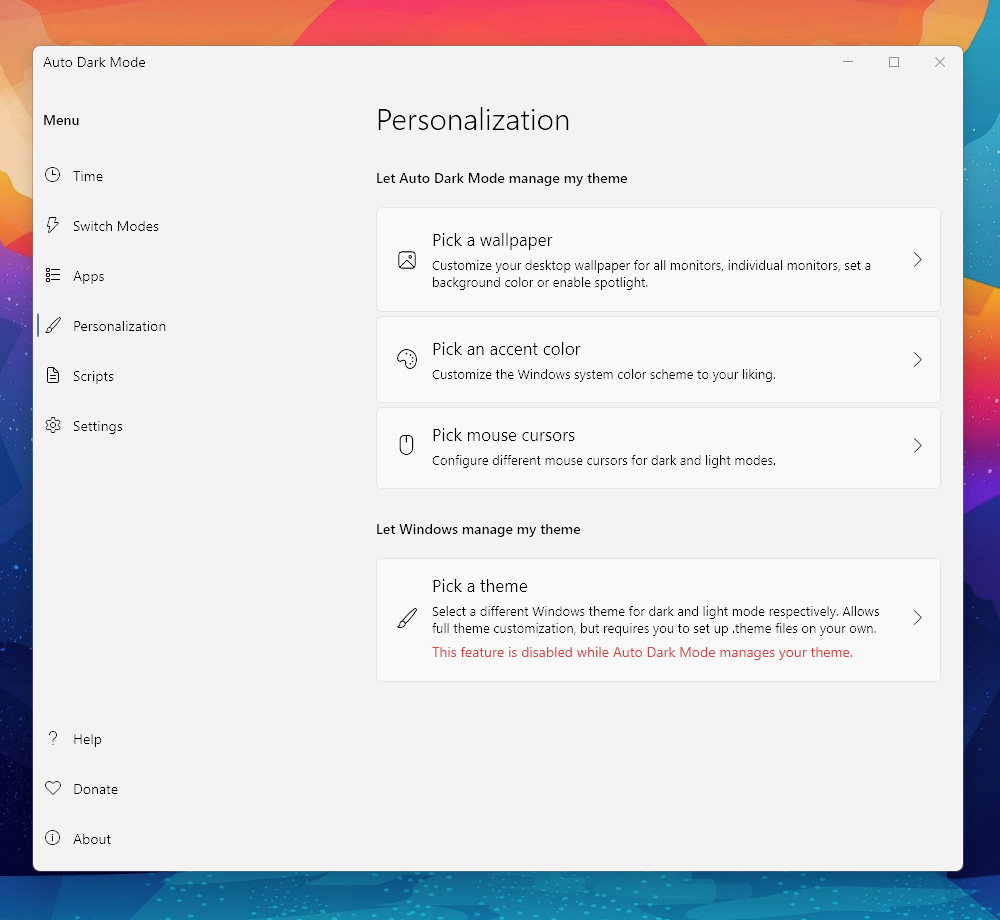 Auto Dark Mode
Menu
Time
Switch Modes
Apps
Personalization
Scripts
Settings
Help
Donate
About
Personalization
Let Auto Dark Mode manage my theme
Pick a wallpaper
Customize your desktop wallpaper for all monitors, individual monitors, set a
background color or enable spotlight.
Pick an accent color
Customize the Windows system color scheme to your liking.
Pick mouse cursors
Configure different mouse cursors for dark and light modes.
Let Windows manage my theme
Pick a theme
Select a different Windows theme for dark and light mode respectively. Allows
full theme customization, but requires you to set up .theme files on your own.
This feature is disabled while Auto Dark Mode manages your theme.